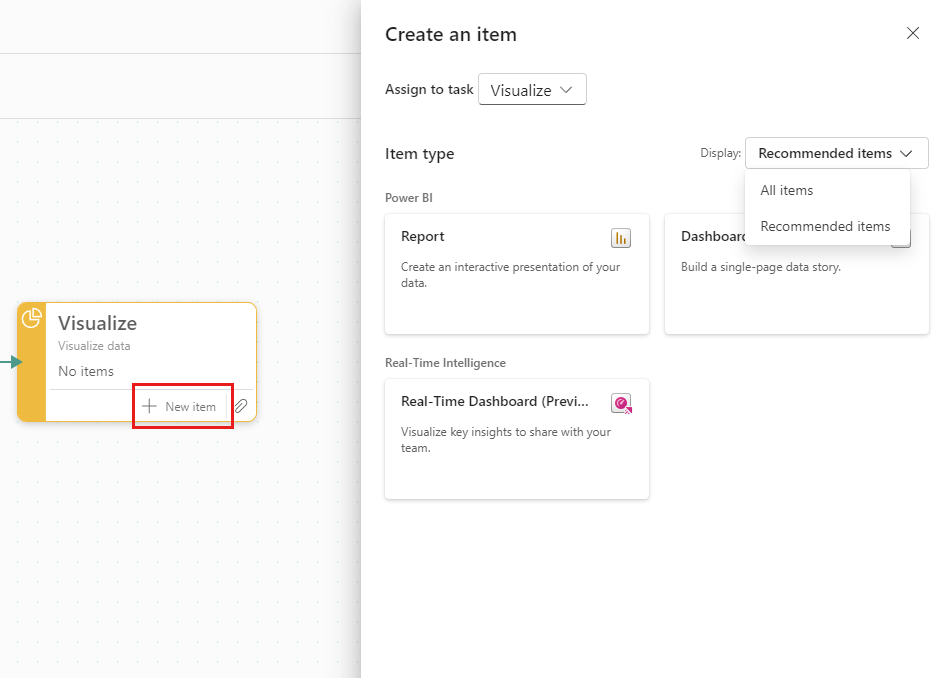 Create an item
Assign to task Visualize
Item type
Display: Recommended items
All items
Recommended items
Power BI
Report
Create an interactive presentation of your
data.
Build a single-page data story.
Real-Time Intelligence
Real-Time Dashboard (Previ...
Visualize key insights to share with your
team.
Visualize
Visualize data
No items
New item